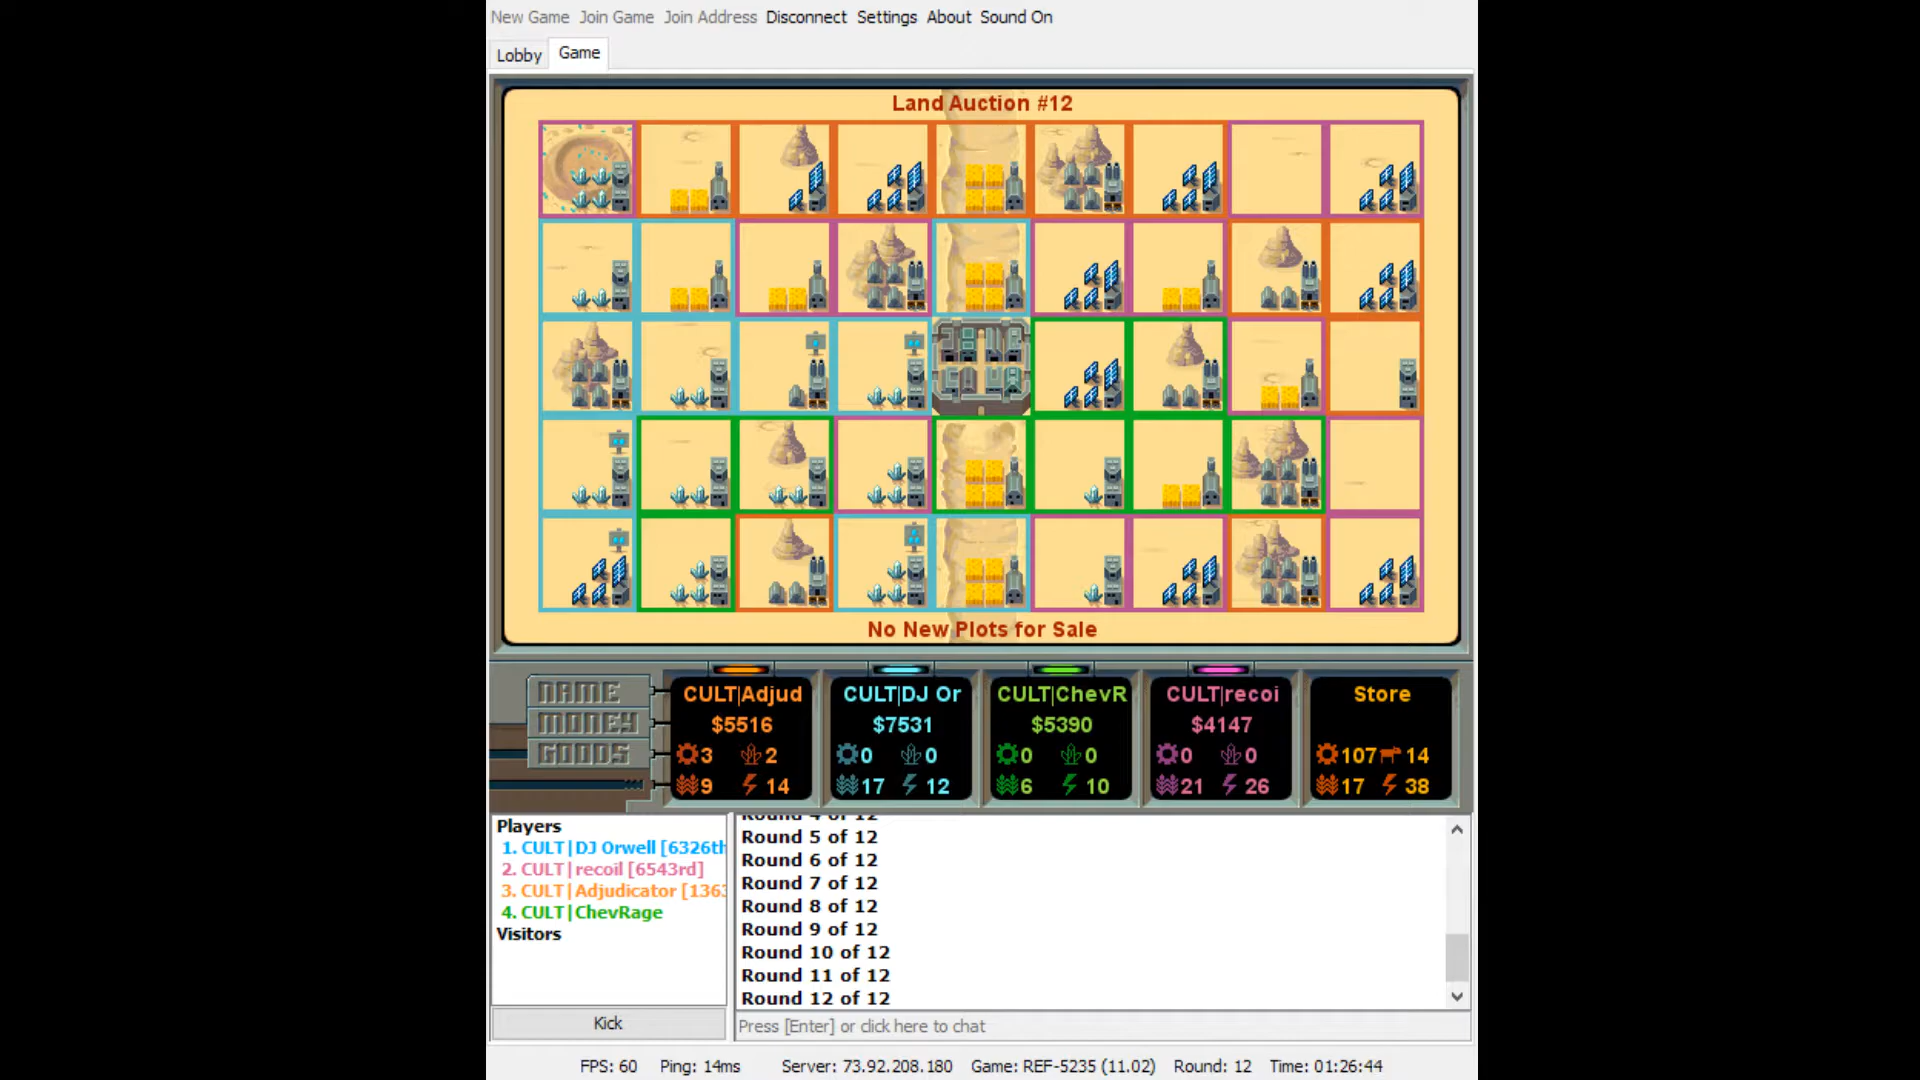 New Game Join Game Join Address Disconnect Settings About Sound On
Lobby Game
Land Auction #12
No New Plots for Sale
NAME
MONEY
GOODS
CULT|Adjud
$5516
3 2
9 14
CULT|DJ Or
$7531
0 0
17 12
CULT|ChevR
$5390
0 0
6 10
CULT|recoi
$4147
0 0
21 26
Store
107 14
17 38
Players
1. CULT|DJ Orwell [6326th
2. CULT|recoil [6543rd]
3. CULT|Adjudicator [1363
4. CULT|ChevRage
Visitors
Kick
Round 4 of 12
Round 5 of 12
Round 6 of 12
Round 7 of 12
Round 8 of 12
Round 9 of 12
Round 10 of 12
Round 11 of 12
Round 12 of 12
Press [Enter] or click here to chat
FPS: 60 Ping: 14ms Server: 73.92.208.180 Game: REF-5235 (11.02) Round: 12 Time: 01:26:44